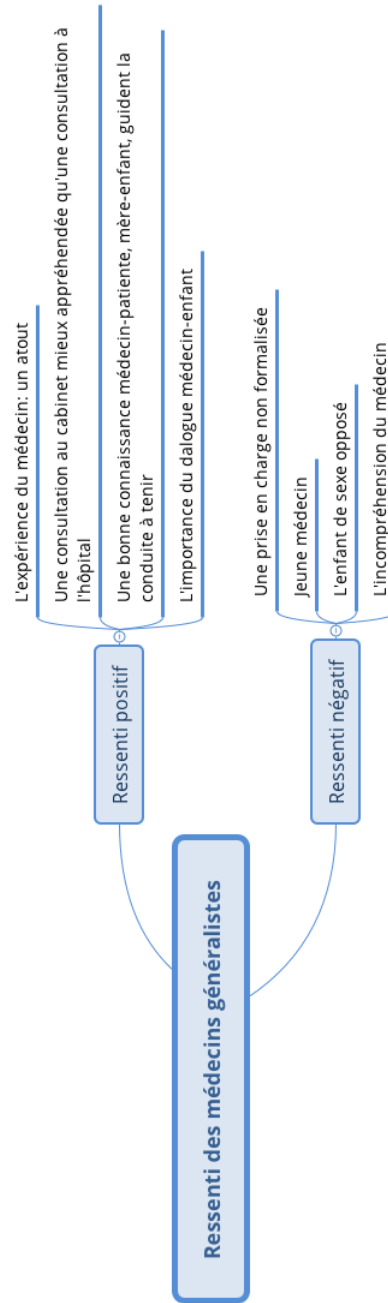 Ressenti des médecins généralistes
Ressenti positif
L'expérience du médecin: un atout
Une consultation au cabinet mieux appréhendée qu'une consultation à
l'hôpital
Une bonne connaissance médecin-patiente, mère-enfant, guident la
conduite à tenir
L'importance du dalogue médecin-enfant
Ressenti négatif
Une prise en charge non formalisée
Jeune médecin
L'enfant de sexe opposé
L'incompréhension du médecin